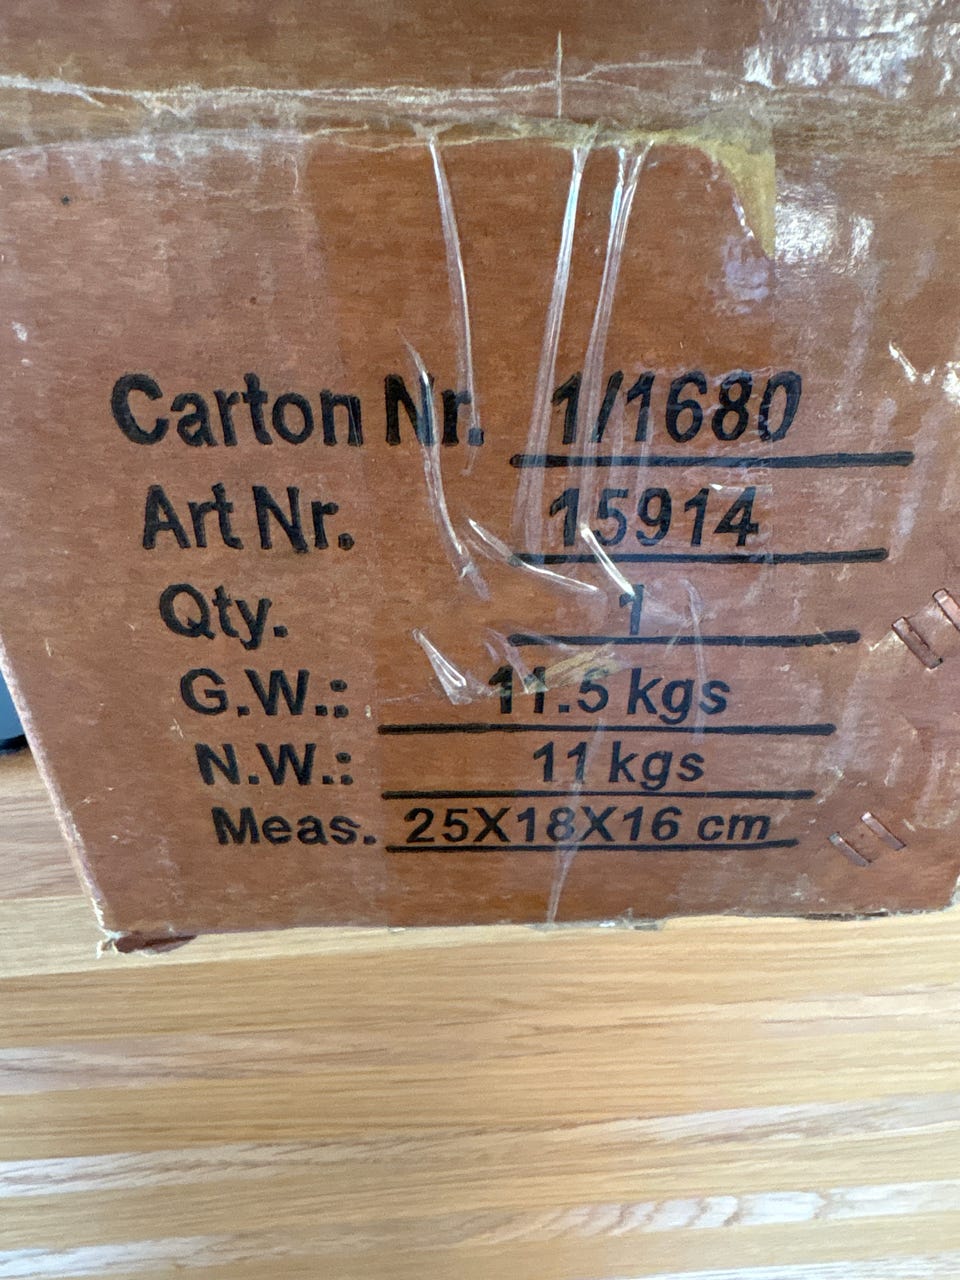 Carton Nr. 1/1680
Art Nr. 15914
Qty. 1
G.W.: 11.5 kgs
N.W.: 11 kgs
Meas. 25X18X16 cm